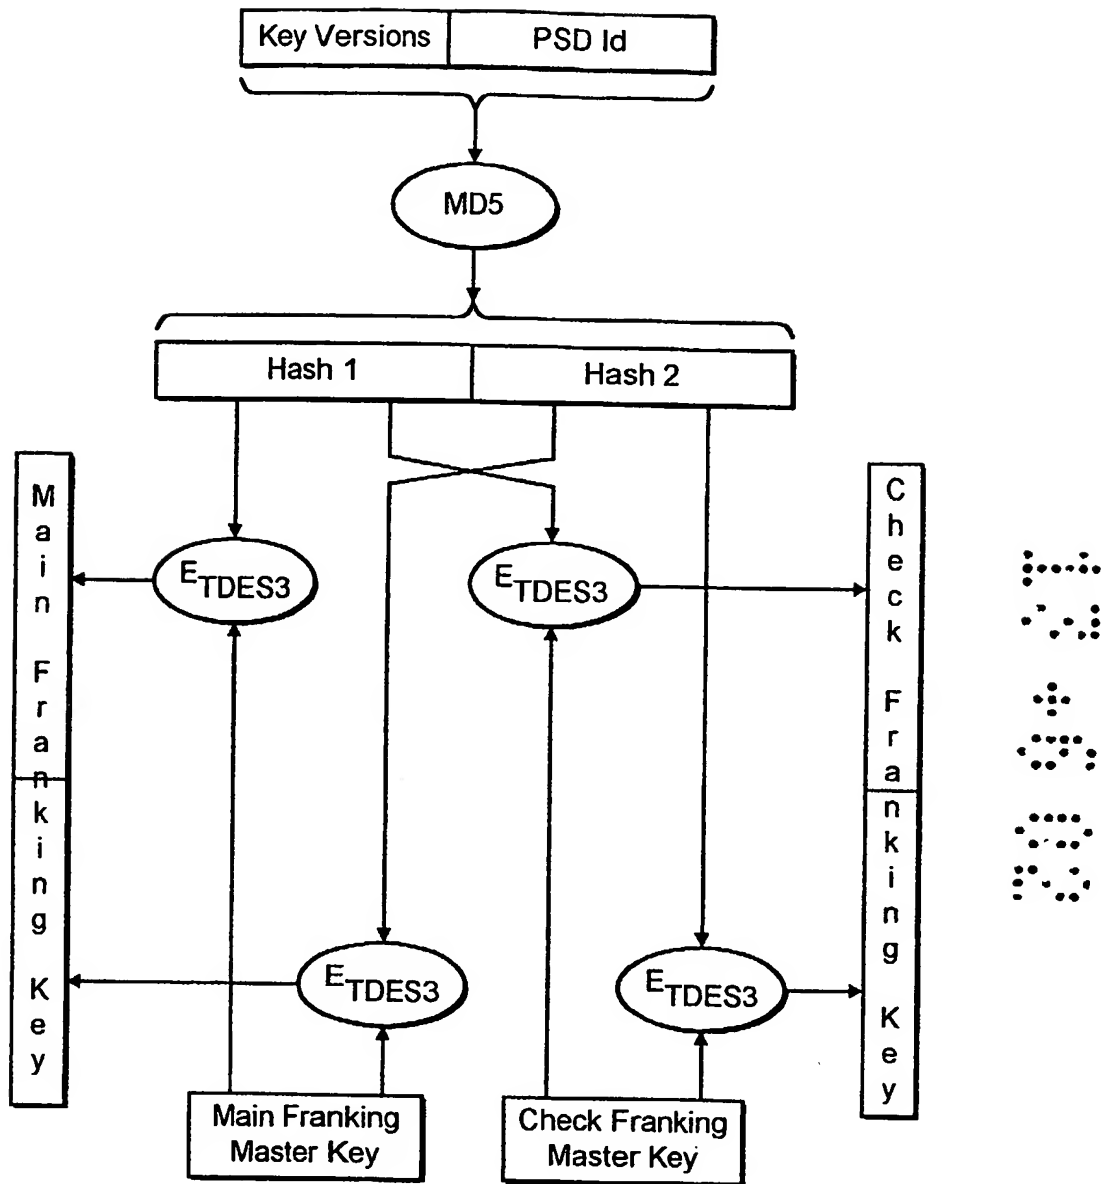 Key Versions
PSD Id
MD5
Hash 1
Hash 2
Main Franking Key
Check Franking Key
ETDES3
ETDES3
ETDES3
ETDES3
Main Franking
Master Key
Check Franking
Master Key